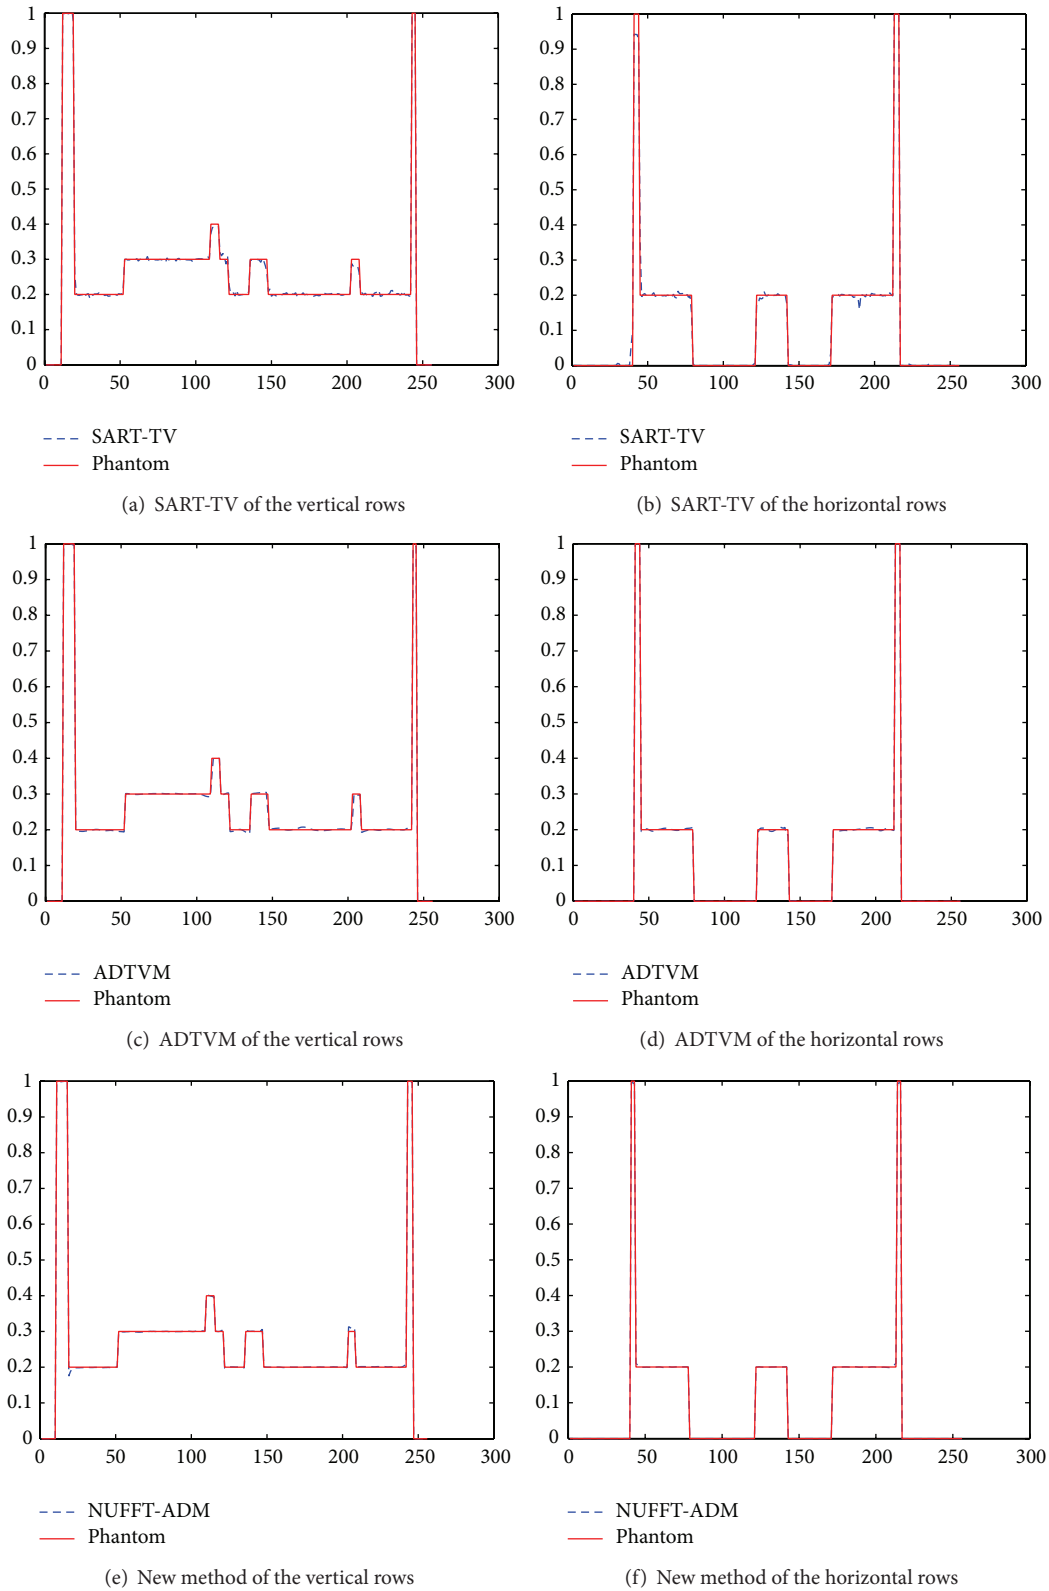 1
0.9
0.8
0.7
0.6
0.5
0.4
0.3
0.2
0.1
0
0 50 100 150 200 250 300
SART-TV
Phantom
(a) SART-TV of the vertical rows
1
0.9
0.8
0.7
0.6
0.5
0.4
0.3
0.2
0.1
0
0 50 100 150 200 250 300
SART-TV
Phantom
(b) SART-TV of the horizontal rows
1
0.9
0.8
0.7
0.6
0.5
0.4
0.3
0.2
0.1
0
0 50 100 150 200 250 300
ADTVM
Phantom
(c) ADTVM of the vertical rows
1
0.9
0.8
0.7
0.6
0.5
0.4
0.3
0.2
0.1
0
0 50 100 150 200 250 300
ADTVM
Phantom
(d) ADTVM of the horizontal rows
1
0.9
0.8
0.7
0.6
0.5
0.4
0.3
0.2
0.1
0
0 50 100 150 200 250 300
NUFFT-ADM
Phantom
(e) New method of the vertical rows
1
0.9
0.8
0.7
0.6
0.5
0.4
0.3
0.2
0.1
0
0 50 100 150 200 250 300
NUFFT-ADM
Phantom
(f) New method of the horizontal rows